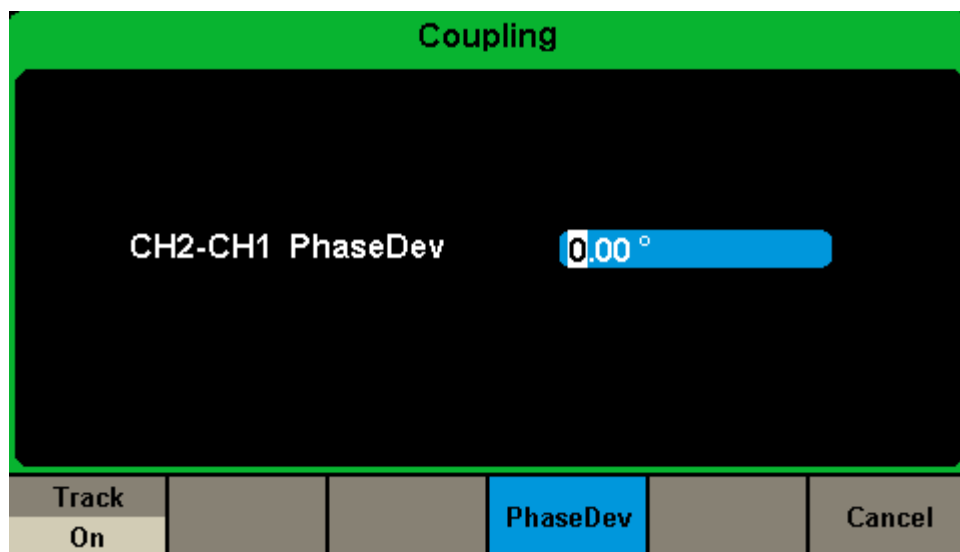 Coupling
CH2-CH1 PhaseDev 0.00 °
Track
On
PhaseDev
Cancel